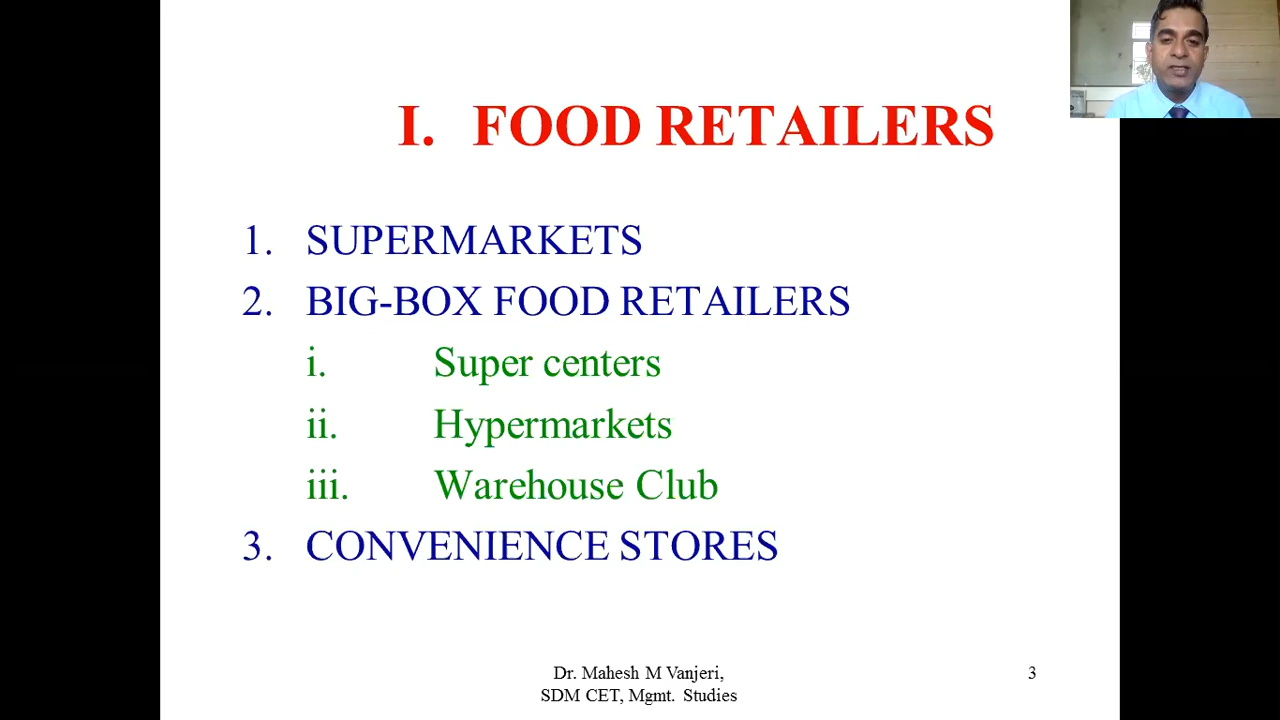 I. FOOD RETAILERS
1. SUPERMARKETS
2. BIG-BOX FOOD RETAILERS
i. Super centers
ii. Hypermarkets
iii. Warehouse Club
3. CONVENIENCE STORES
Dr. Mahesh M Vanjeri,
SDM CET, Mgmt. Studies
3